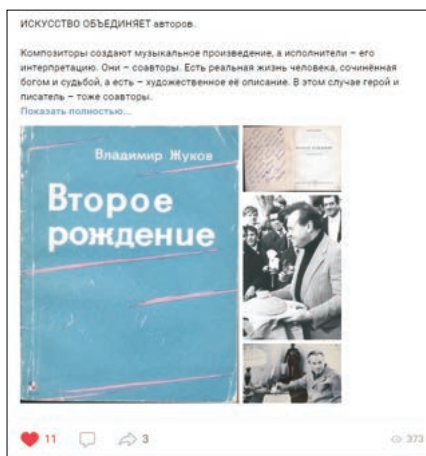 ИСКУССТВО ОБЪЕДИНЯЕТ авторов.
Композиторы создают музыкальное произведение, а исполнители – его
интерпретацию. Они – соавторы. Есть реальная жизнь человека, сочинённая
богом и судьбой, а есть – художественное её описание. В этом случае герой и
писатель – тоже соавторы.
Показать полностью...
Владимир Жуков
Второе
рождение
11
3
373